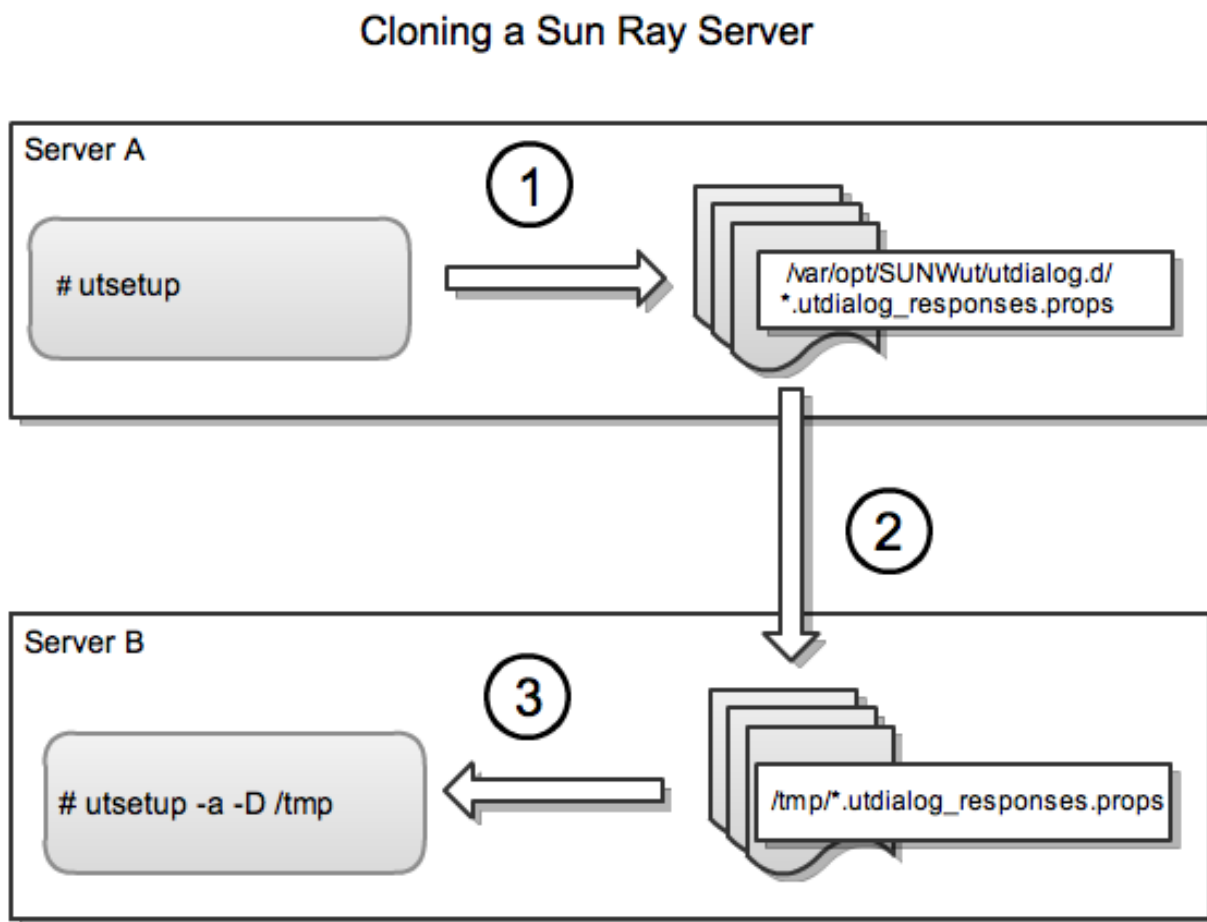 Cloning a Sun Ray Server
Server A
1
# utsetup
/var/opt/SUNWut/utdialog.d/
*.utdialog_responses.props
2
Server B
3
# utsetup -a -D /tmp
/tmp/*.utdialog_responses.props